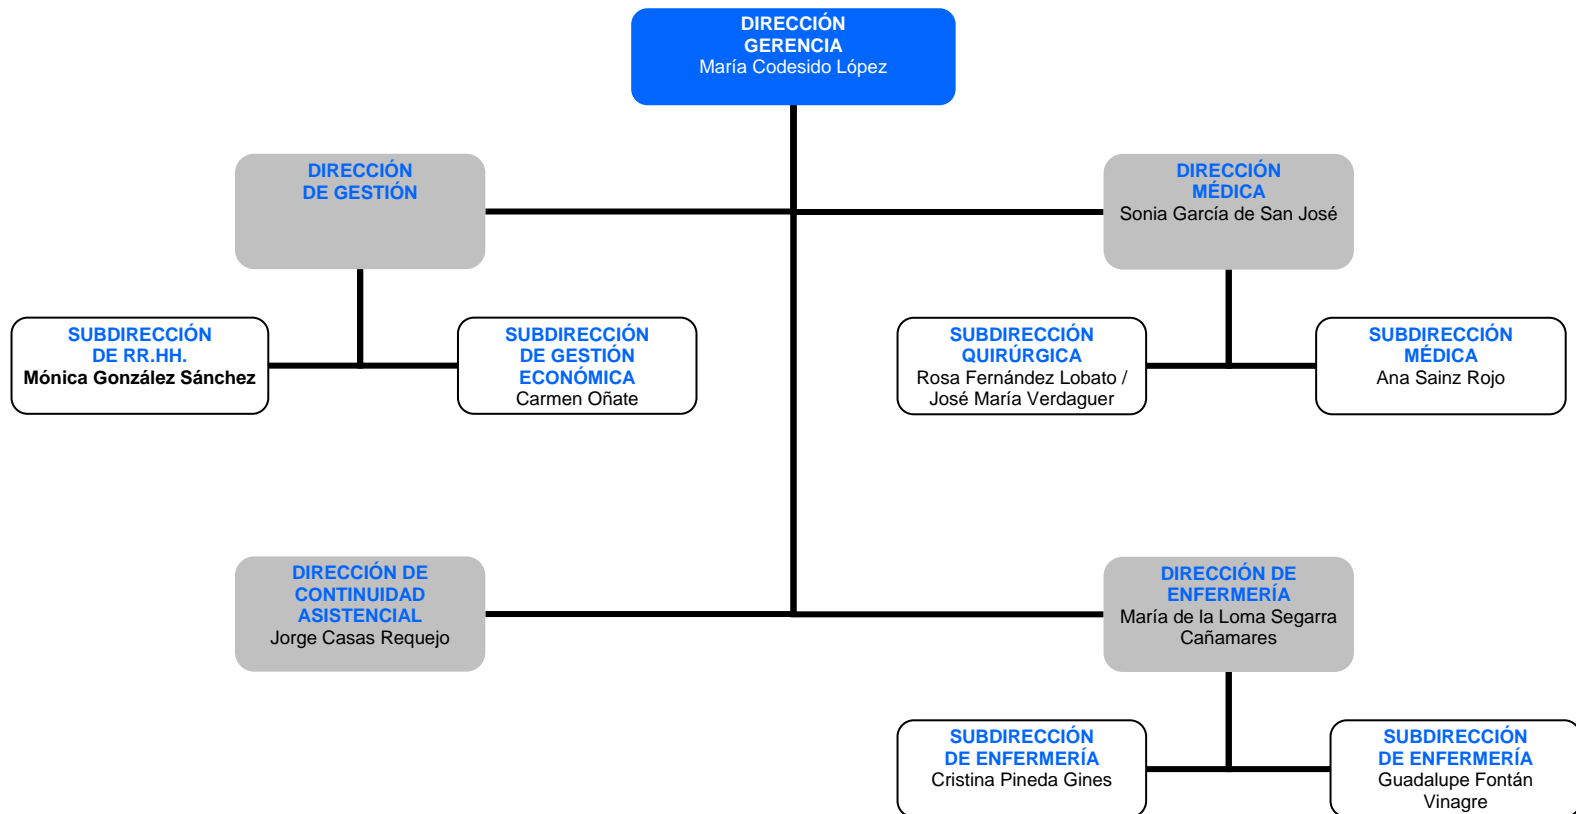 DIRECCIÓN
GERENCIA
María Codesido López
DIRECCIÓN
DE GESTIÓN
DIRECCIÓN
MÉDICA
Sonia García de San José
SUBDIRECCIÓN
DE RR.HH.
Mónica González Sánchez
SUBDIRECCIÓN
DE GESTIÓN
ECONÓMICA
Carmen Oñate
SUBDIRECCIÓN
QUIRÚRGICA
Rosa Fernández Lobato /
José María Verdaguer
SUBDIRECCIÓN
MÉDICA
Ana Sainz Rojo
DIRECCIÓN DE
CONTINUIDAD
ASISTENCIAL
Jorge Casas Requejo
DIRECCIÓN DE
ENFERMERÍA
María de la Loma Segarra
Cañamares
SUBDIRECCIÓN
DE ENFERMERÍA
Cristina Pineda Gines
SUBDIRECCIÓN
DE ENFERMERÍA
Guadalupe Fontán
Vinagre